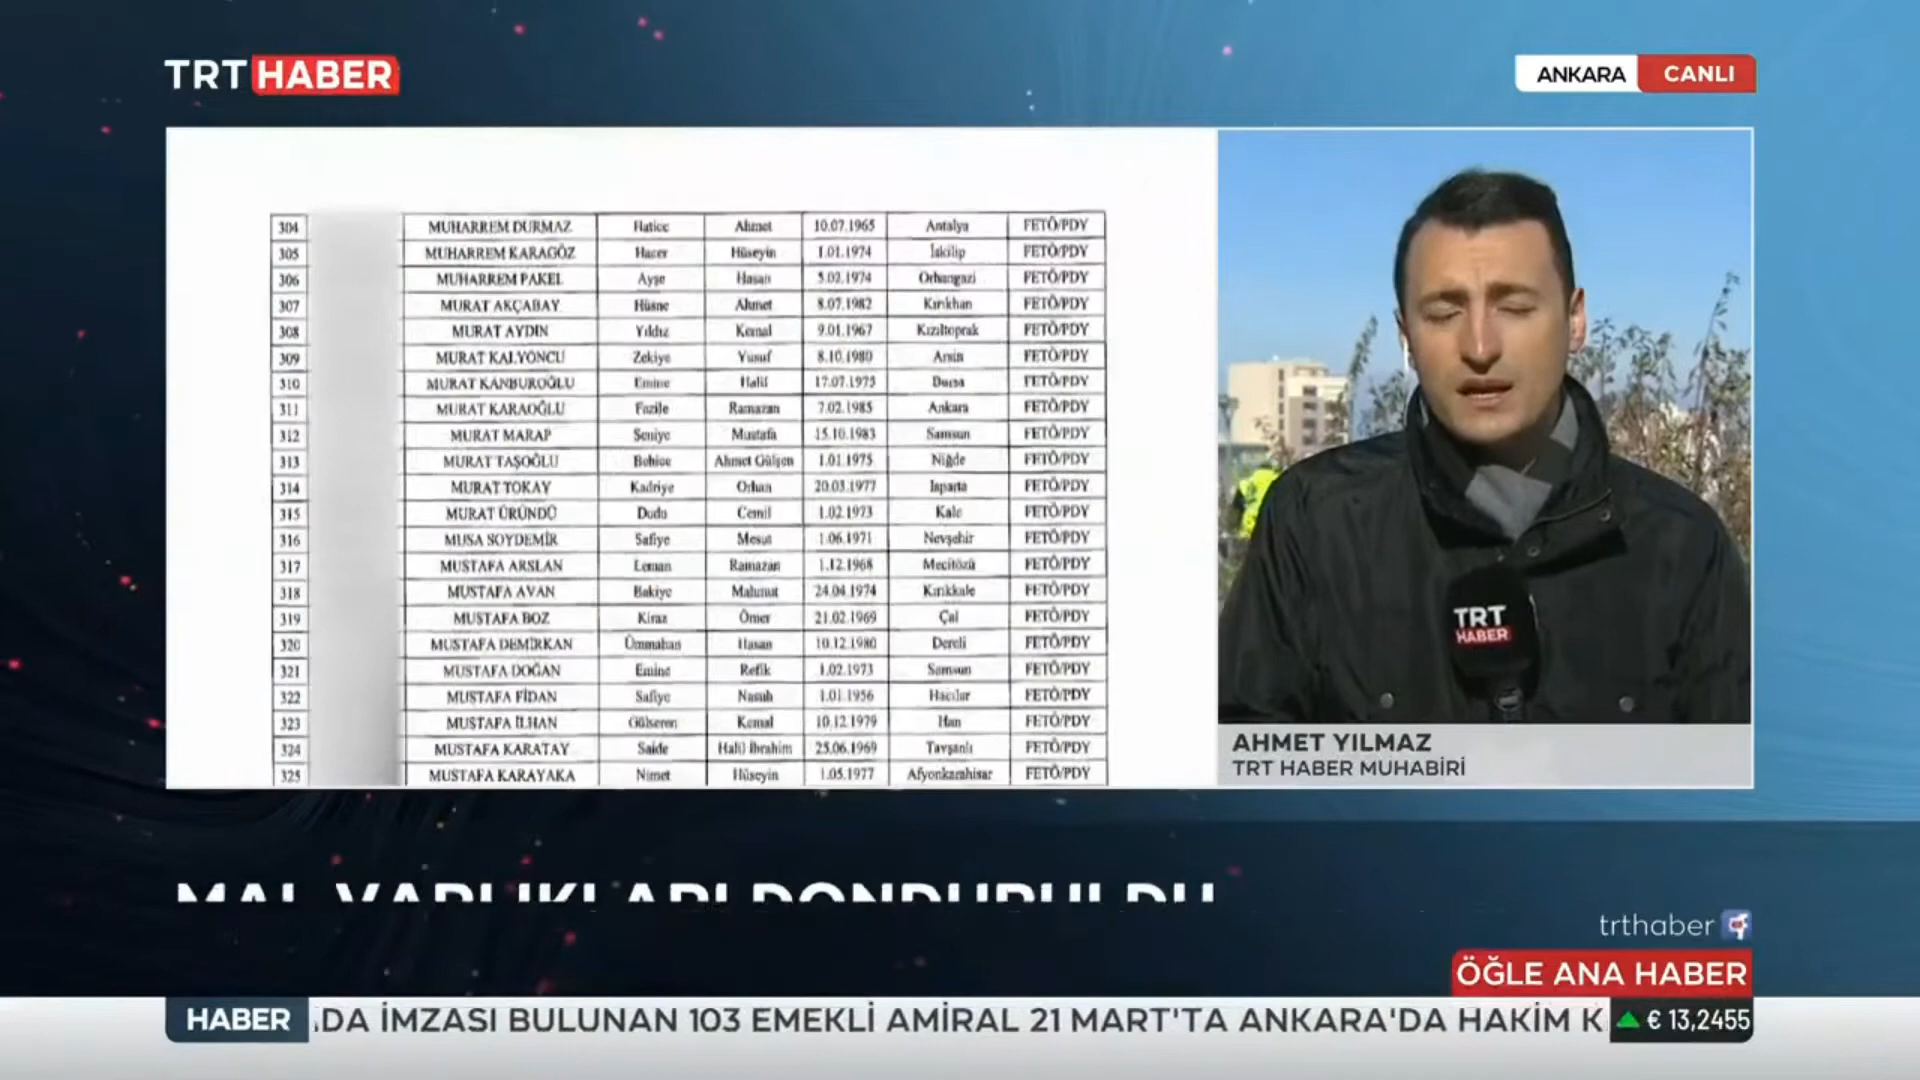 TRT HABER
ANKARA CANLI
304 MUHARREM DURMAZ Hatice Ahmet 10.07.1965 Antalya FETÖ/PDY
305 MUHARREM KARAGÖZ Hacer Hüseyin 1.01.1974 İskilip FETÖ/PDY
306 MUHARREM PAKEL Ayşe Hasan 5.02.1974 Orhangazi FETÖ/PDY
307 MURAT AKÇABAY Hüsne Ahmet 8.07.1982 Kırıkhan FETÖ/PDY
308 MURAT AYDIN Yıldız Kemal 9.01.1967 Kızıltoprak FETÖ/PDY
309 MURAT KALYONCU Zekiye Yusuf 8.10.1980 Arsin FETÖ/PDY
310 MURAT KANBUROĞLU Emine Halil 17.07.1975 Bursa FETÖ/PDY
311 MURAT KARAOĞLU Fazile Ramazan 7.02.1985 Ankara FETÖ/PDY
312 MURAT MARAP Seniye Mustafa 15.10.1983 Samsun FETÖ/PDY
313 MURAT TAŞOĞLU Behice Ahmet Gülşen 1.01.1975 Niğde FETÖ/PDY
314 MURAT TOKAY Kadriye Orhan 20.03.1977 Isparta FETÖ/PDY
315 MURAT ÜRÜNDÜ Dudu Cemil 1.02.1973 Kale FETÖ/PDY
316 MUSA SOYDEMİR Safiye Mesut 1.06.1971 Nevşehir FETÖ/PDY
317 MUSTAFA ARSLAN Leman Ramazan 1.12.1968 Mecitözü FETÖ/PDY
318 MUSTAFA AVAN Bakiye Mahmut 24.04.1974 Kırıkkale FETÖ/PDY
319 MUSTAFA BOZ Kiraz Ömer 21.02.1969 Çal FETÖ/PDY
320 MUSTAFA DEMİRKAN Ümmahan Hasan 10.12.1980 Dereli FETÖ/PDY
321 MUSTAFA DOĞAN Emine Refik 1.02.1973 Samsun FETÖ/PDY
322 MUSTAFA FİDAN Safiye Nasuh 1.01.1956 Hacılar FETÖ/PDY
323 MUSTAFA İLHAN Gülseren Kemal 10.12.1979 Han FETÖ/PDY
324 MUSTAFA KARATAY Saide Halil İbrahim 25.06.1969 Tavşanlı FETÖ/PDY
325 MUSTAFA KARAYAKA Nimet Hüseyin 1.05.1977 Afyonkarahisar FETÖ/PDY
TRT HABER
AHMET YILMAZ
TRT HABER MUHABİRİ
MAL VARLIKLARI DONDURULDU
trthaber
ÖĞLE ANA HABER
HABER DA İMZASI BULUNAN 103 EMEKLİ AMİRAL 21 MART'TA ANKARA'DA HAKİM K € 13,2455